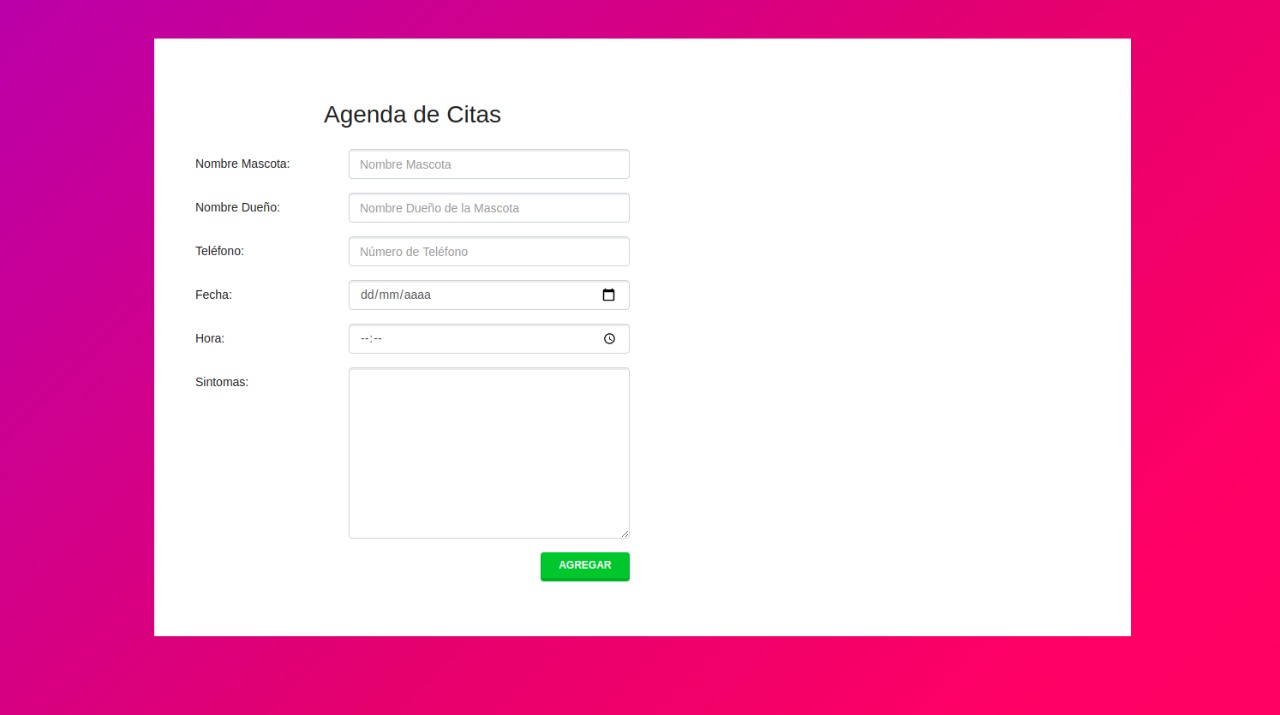 Agenda de Citas
Nombre Mascota: Nombre Mascota
Nombre Dueño: Nombre Dueño de la Mascota
Teléfono: Número de Teléfono
Fecha: dd/mm/aaaa
Hora: --:--
Sintomas:
AGREGAR